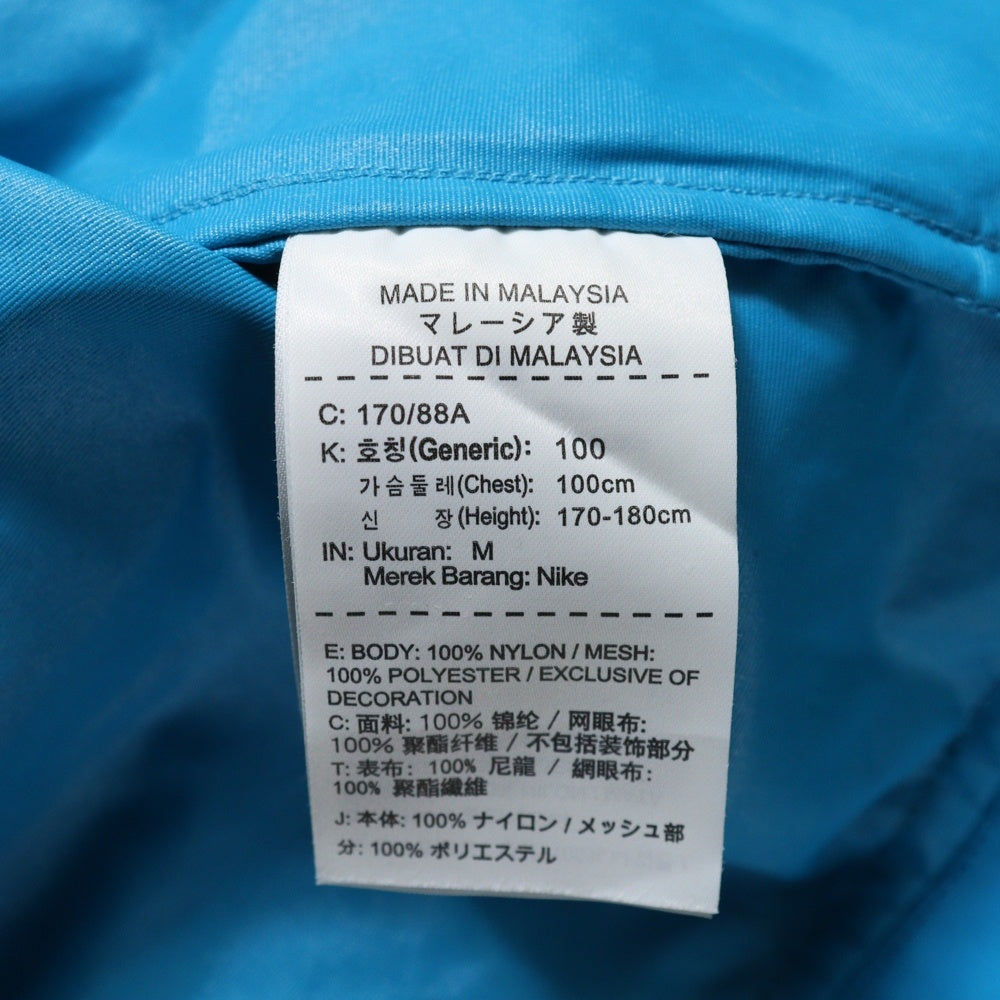 MADE IN MALAYSIA
マレーシア製
DIBUAT DI MALAYSIA
C: 170/88A
K: 호칭(Generic): 100
가슴둘레(Chest): 100cm
신 장(Height): 170-180cm
IN: Ukuran: M
Merek Barang: Nike
E: BODY: 100% NYLON / MESH:
100% POLYESTER / EXCLUSIVE OF
DECORATION
C: 面料: 100% 锦纶 / 网眼布:
100% 聚酯纤维 / 不包括装饰部分
T: 表布: 100% 尼龍 / 網眼布:
100% 聚酯纖維
J: 本体: 100% ナイロン / メッシュ部
分: 100% ポリエステル